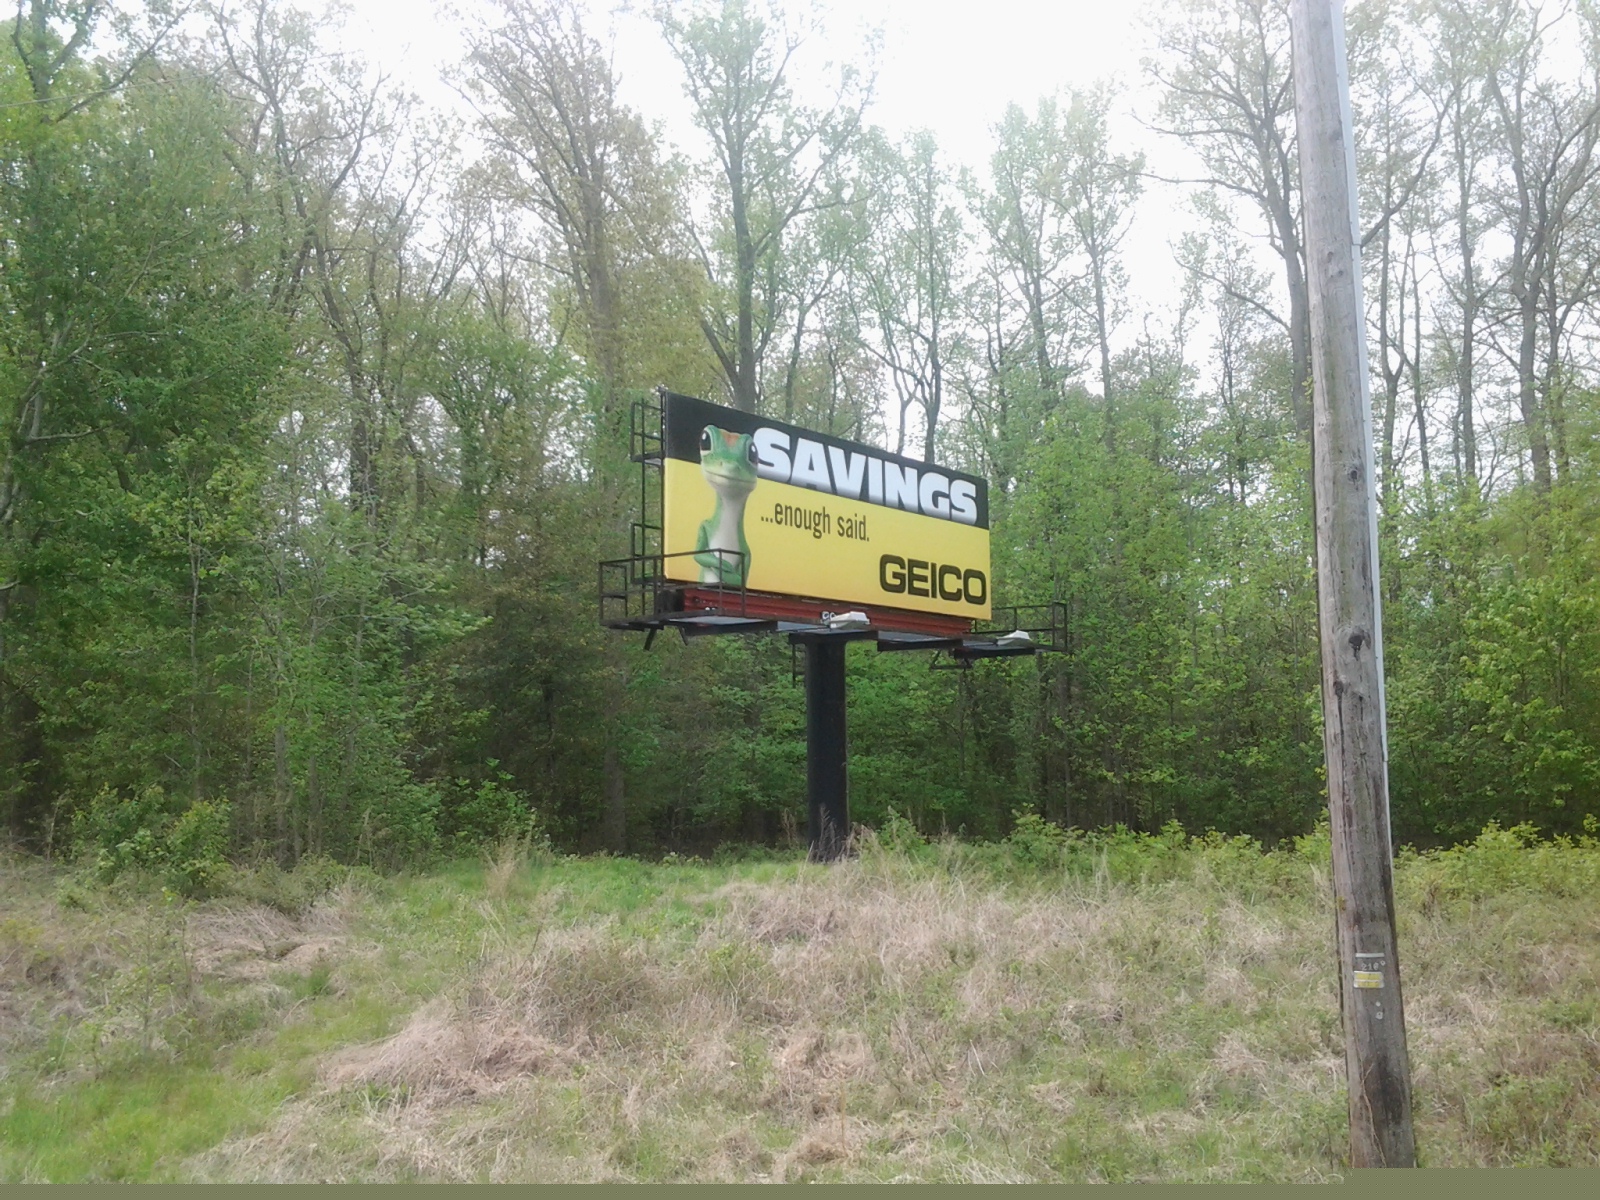 SAVINGS
...enough said.
GEICO